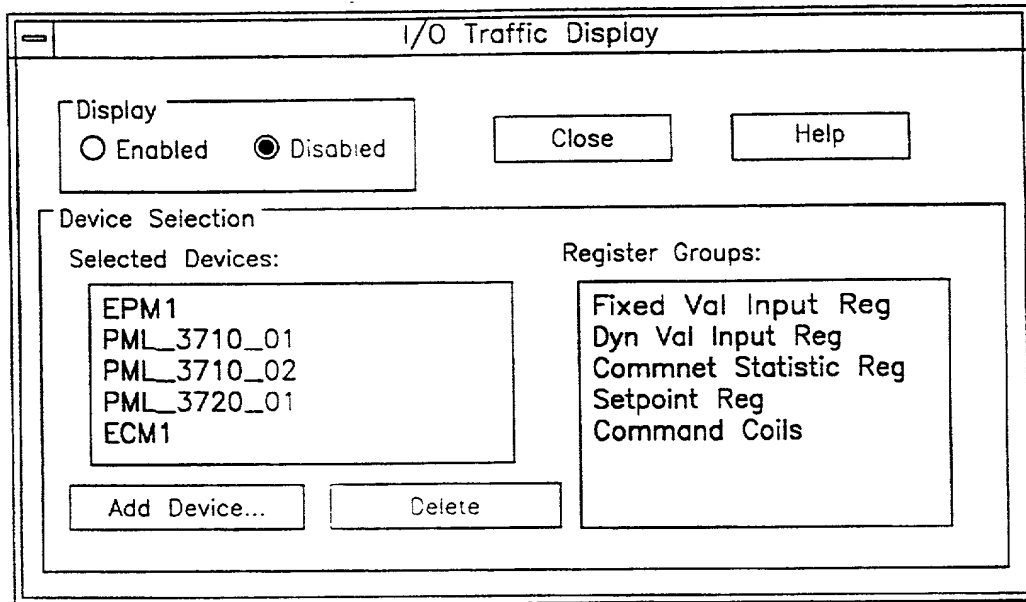 I/O Traffic Display
Display
Enabled Disabled
Close
Help
Device Selection
Selected Devices:
EPM1
PML_3710_01
PML_3710_02
PML_3720_01
ECM1
Add Device...
Delete
Register Groups:
Fixed Val Input Reg
Dyn Val Input Reg
Commnet Statistic Reg
Setpoint Reg
Command Coils